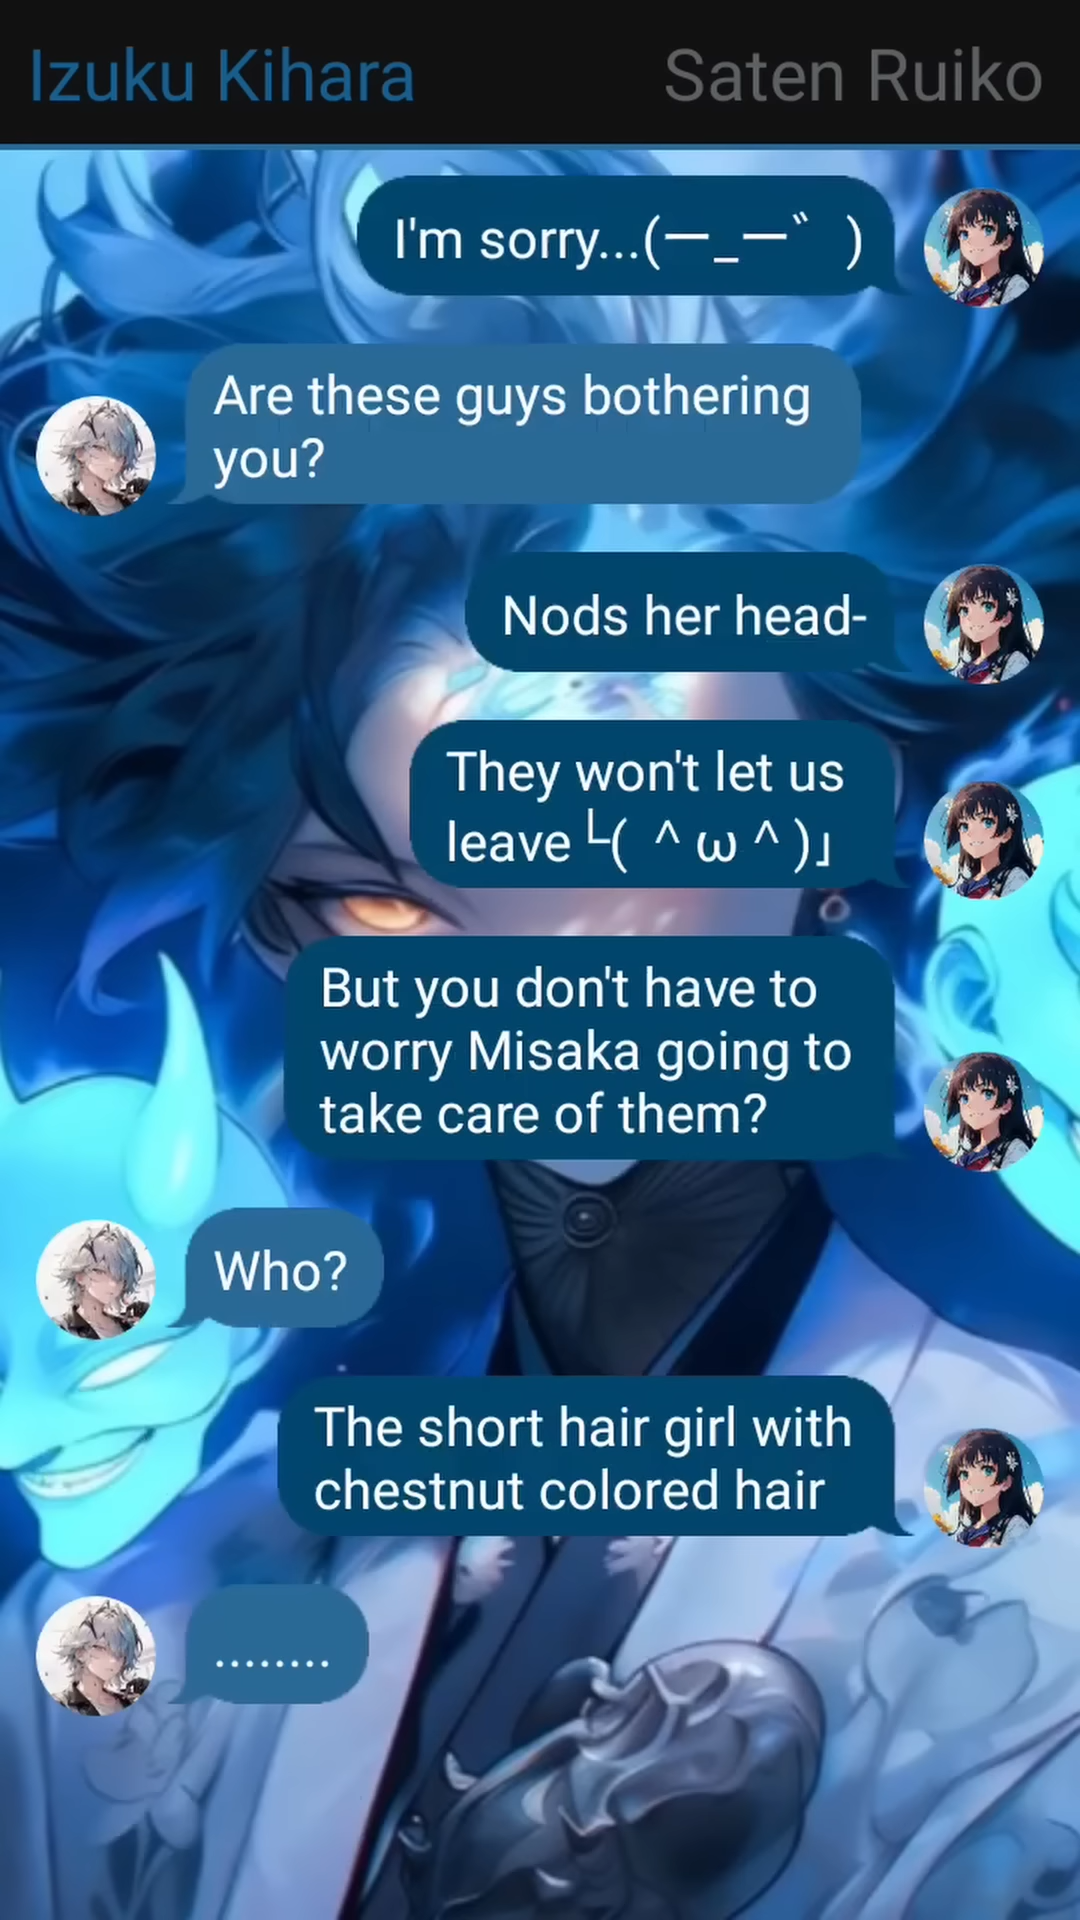 Izuku Kihara
Saten Ruiko
I'm sorry...(ー_ー゛)
Are these guys bothering
you?
Nods her head-
They won't let us
leave└( ＾ω＾)」
But you don't have to
worry Misaka going to
take care of them?
Who?
The short hair girl with
chestnut colored hair
........